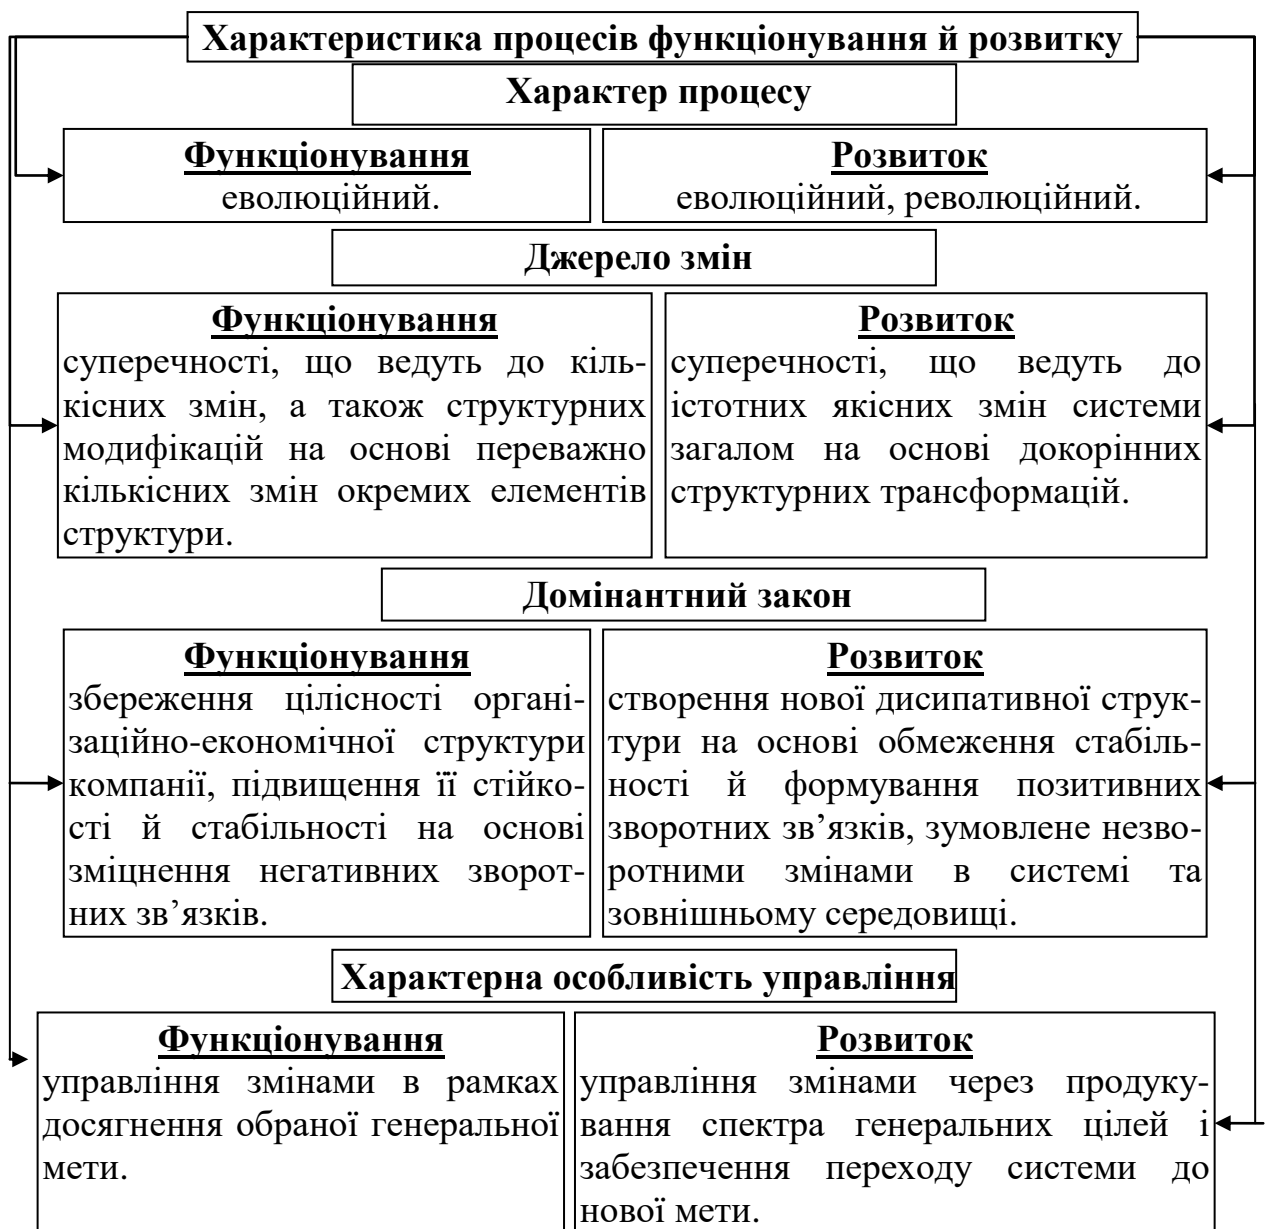 Характеристика процесів функціонування й розвитку
Характер процесу
Функціонування
еволюційний.
Розвиток
еволюційний, революційний.
Джерело змін
Функціонування
суперечності, що ведуть до кіль-
кісних змін, а також структурних
модифікацій на основі переважно
кількісних змін окремих елементів
структури.
Розвиток
суперечності, що ведуть до
істотних якісних змін системи
загалом на основі докорінних
структурних трансформацій.
Домінантний закон
Функціонування
збереження цілісності органі-
заційно-економічної структури
компанії, підвищення її стійко-
сті й стабільності на основі
зміцнення негативних зворот-
них зв’язків.
Розвиток
створення нової дисипативної струк-
тури на основі обмеження стабіль-
ності й формування позитивних
зворотних зв’язків, зумовлене незво-
ротними змінами в системі та
зовнішньому середовищі.
Характерна особливість управління
Функціонування
управління змінами в рамках
досягнення обраної генеральної
мети.
Розвиток
управління змінами через продуку-
вання спектра генеральних цілей і
забезпечення переходу системи до
нової мети.